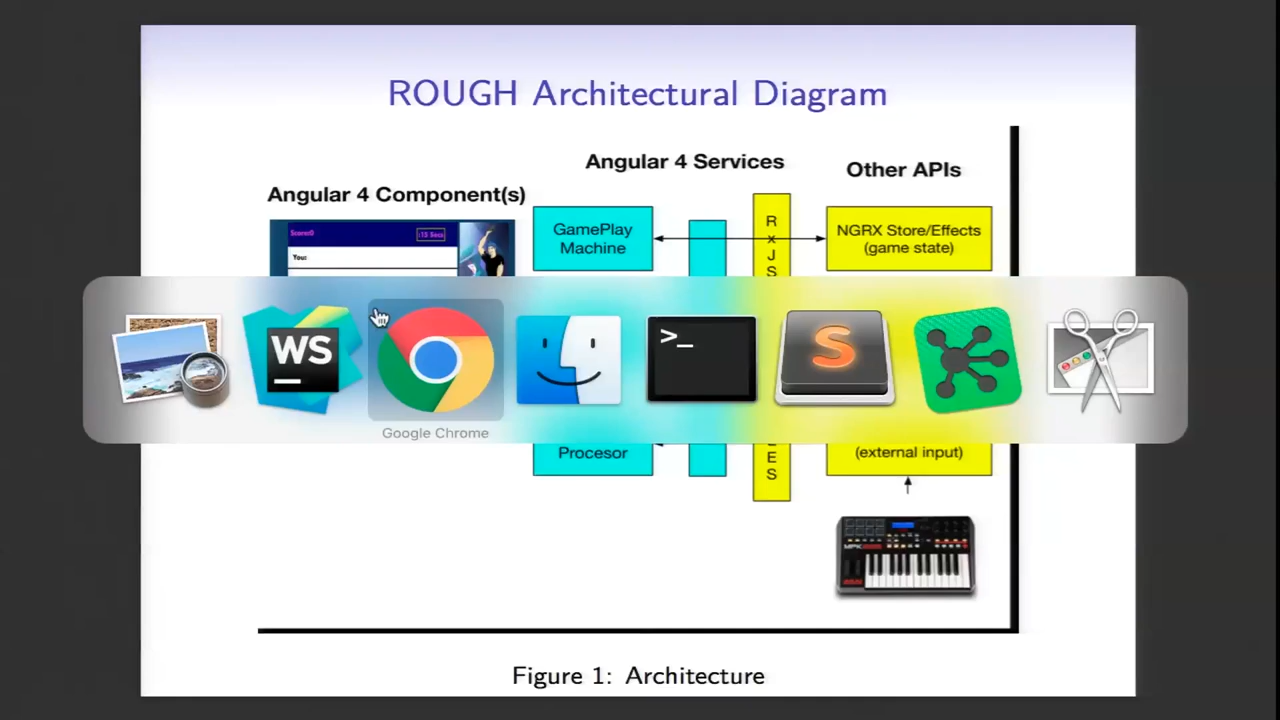 ROUGH Architectural Diagram
Angular 4 Services
Other APIs
Angular 4 Component(s)
Score:0
:15 Secs
You:
GamePlay
Machine
R
x
J
S
NGRX Store/Effects
(game state)
WS
>_
S
Google Chrome
Procesor
E
S
(external input)
Figure 1: Architecture